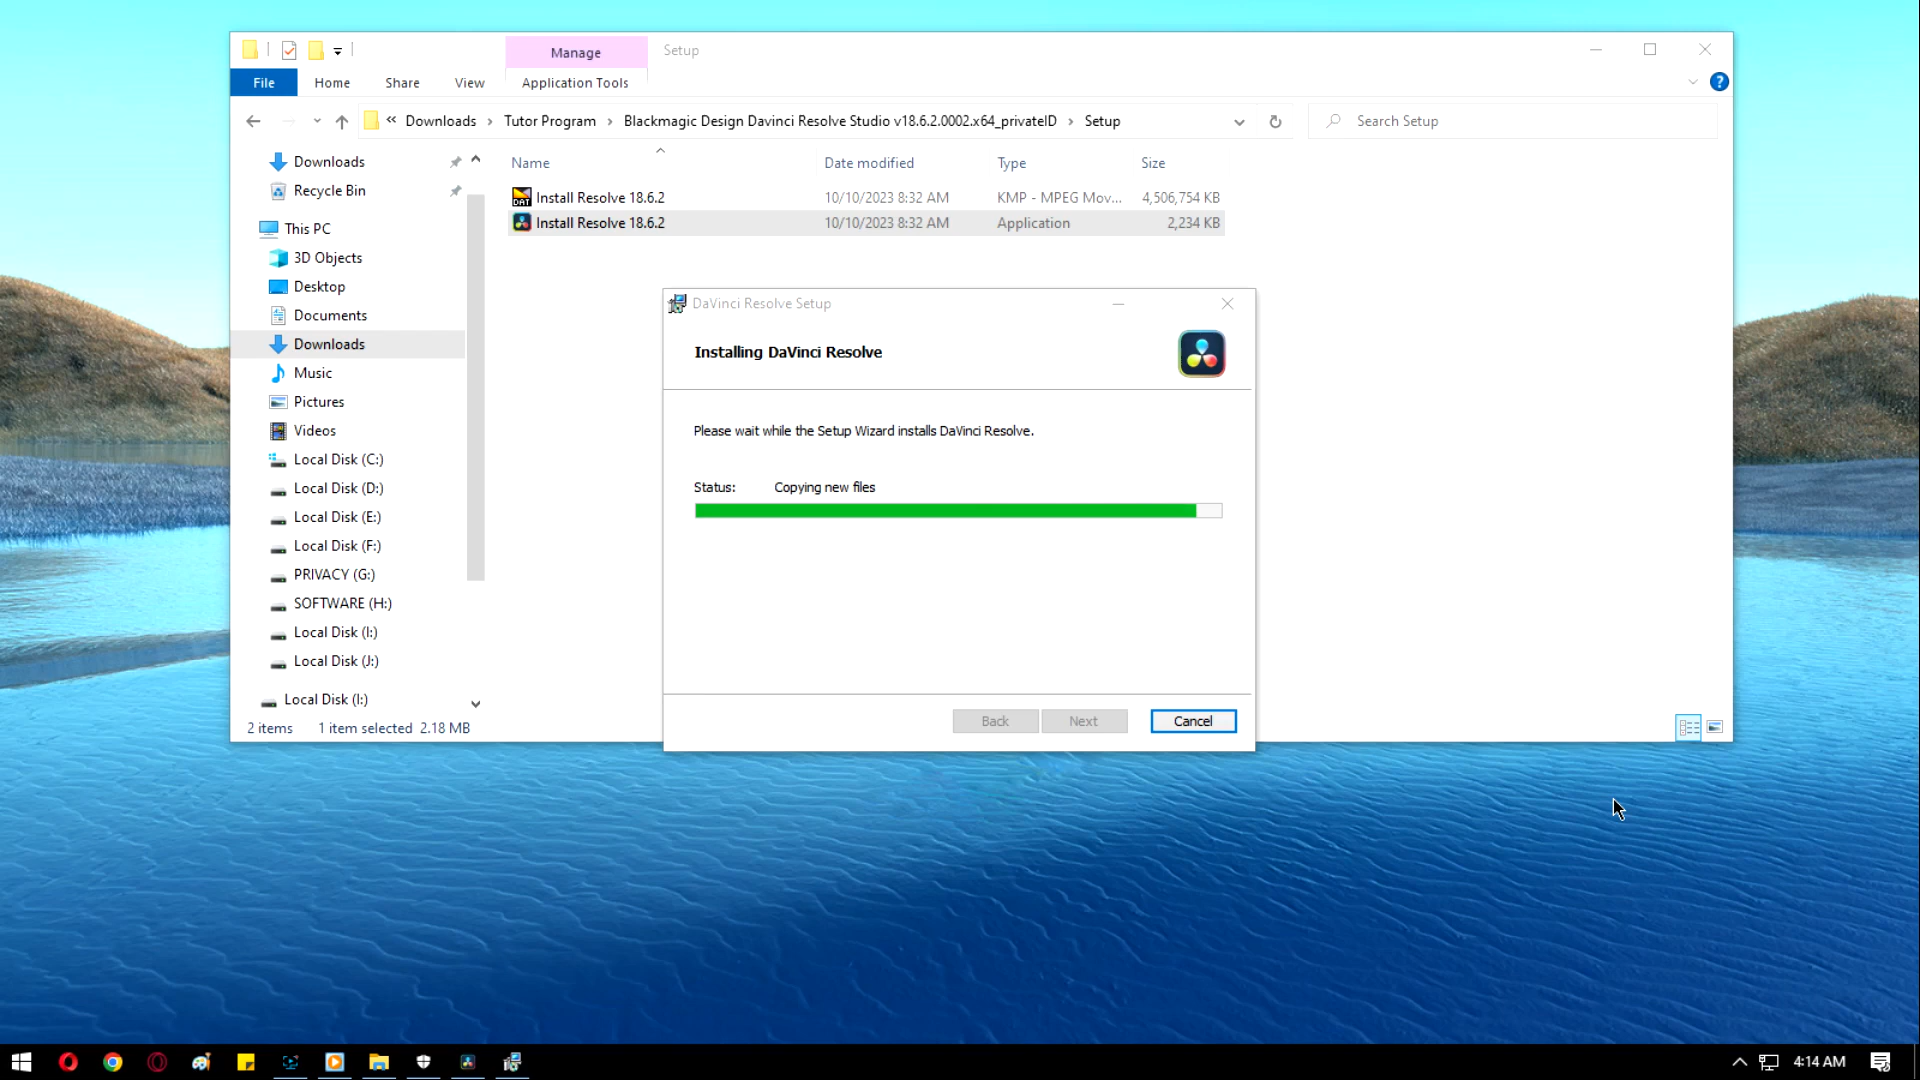 Manage
Setup
File
Home
Share
View
Application Tools
?
« Downloads › Tutor Program › Blackmagic Design Davinci Resolve Studio v18.6.2.0002.x64_privateID › Setup
Search Setup
Name
Date modified
Type
Size
Install Resolve 18.6.2
10/10/2023 8:32 AM
KMP - MPEG Mov...
4,506,754 KB
DAT
Install Resolve 18.6.2
10/10/2023 8:32 AM
Application
2,234 KB
Downloads
Recycle Bin
This PC
3D Objects
Desktop
Documents
Downloads
Music
Pictures
Videos
Local Disk (C:)
Local Disk (D:)
Local Disk (E:)
Local Disk (F:)
PRIVACY (G:)
SOFTWARE (H:)
Local Disk (I:)
Local Disk (J:)
Local Disk (I:)
2 items
1 item selected 2.18 MB
DaVinci Resolve Setup
Installing DaVinci Resolve
Please wait while the Setup Wizard installs DaVinci Resolve.
Status:
Copying new files
Back
Next
Cancel
4:14 AM